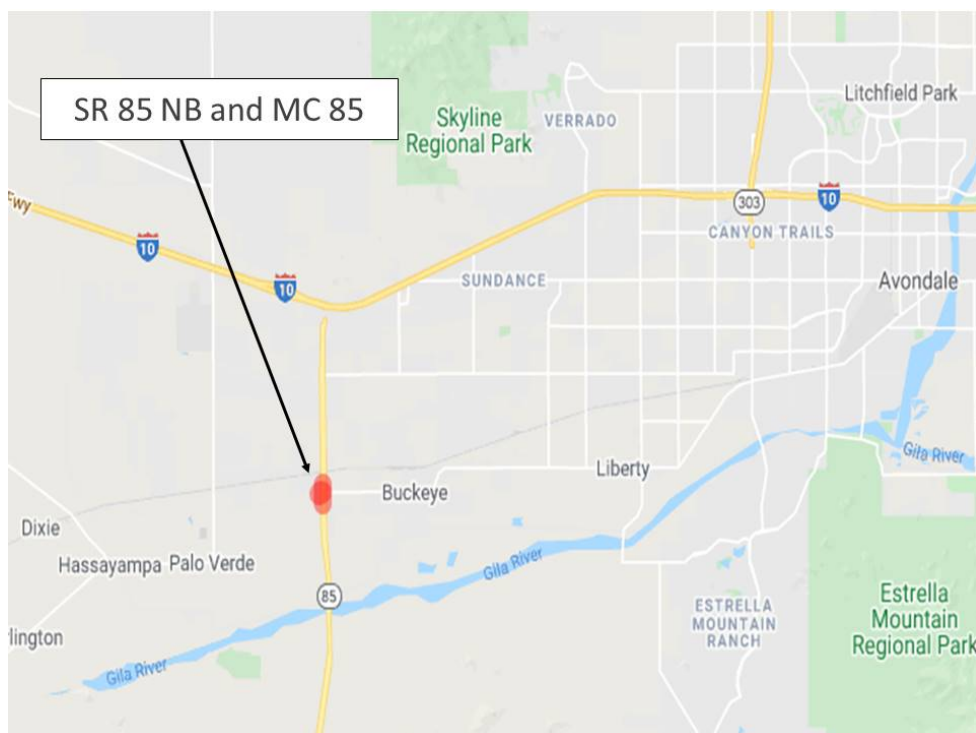 SR 85 NB and MC 85
Litchfield Park
Skyline
Regional Park
VERRADO
Fwy
10
303
10
CANYON TRAILS
10
SUNDANCE
Avondale
Liberty
Gila River
Buckeye
Dixie
Hassayampa
Palo Verde
Gila River
85
ESTRELLA
MOUNTAIN
RANCH
Estrella
Mountain
Regional Park
lington
Gila River